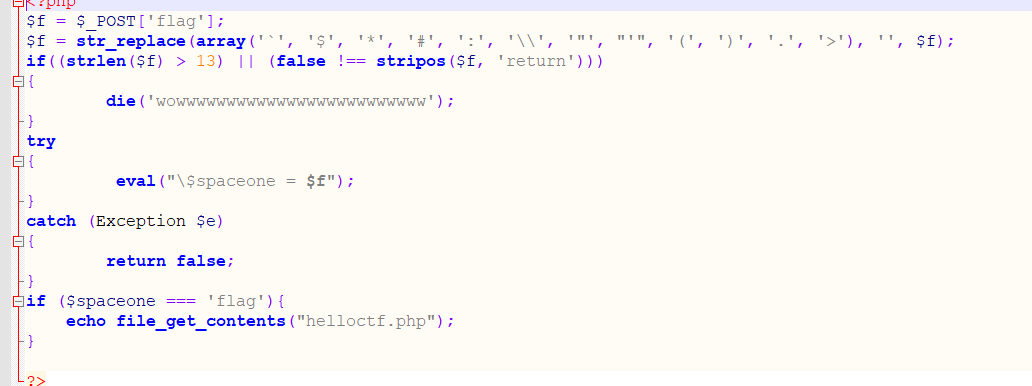 <?php
$f = $_POST['flag'];
$f = str_replace(array('`', '$', '*', '#', ':', '\\', '"', "'", '(', ')', '.', '>'), '', $f);
if((strlen($f) > 13) || (false !== stripos($f, 'return')))
{
die('wowwwwwwwwwwwwwwwwwwwwwwwww');
}
try
{
eval("\$spaceone = $f");
}
catch (Exception $e)
{
return false;
}
if ($spaceone === 'flag'){
echo file_get_contents("helloctf.php");
}
?>